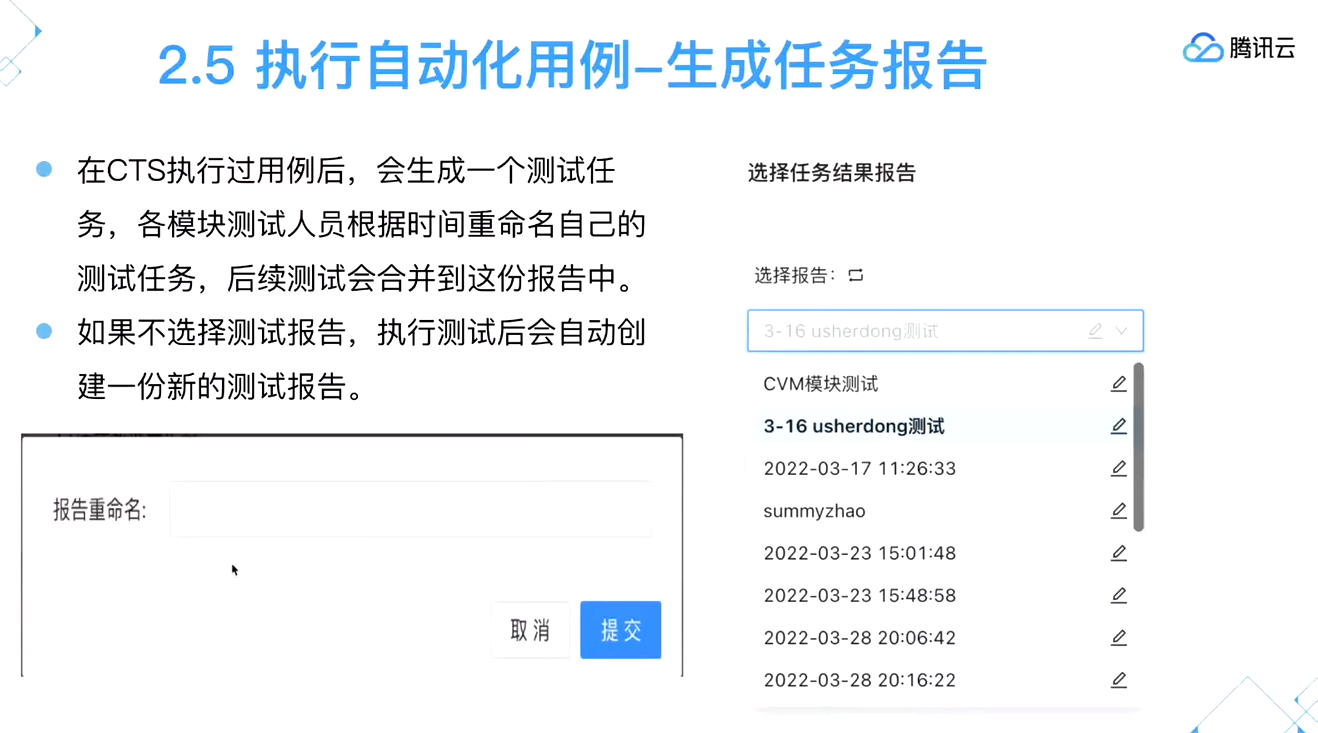 2.5 执行自动化用例–生成任务报告
腾讯云
在CTS执行过用例后，会生成一个测试任
务，各模块测试人员根据时间重命名自己的
测试任务，后续测试会合并到这份报告中。
如果不选择测试报告，执行测试后会自动创
建一份新的测试报告。
报告重命名:
取 消
提 交
选择任务结果报告
选择报告：
3-16 usherdong测试
CVM模块测试
3-16 usherdong测试
2022-03-17 11:26:33
summyzhao
2022-03-23 15:01:48
2022-03-23 15:48:58
2022-03-28 20:06:42
2022-03-28 20:16:22